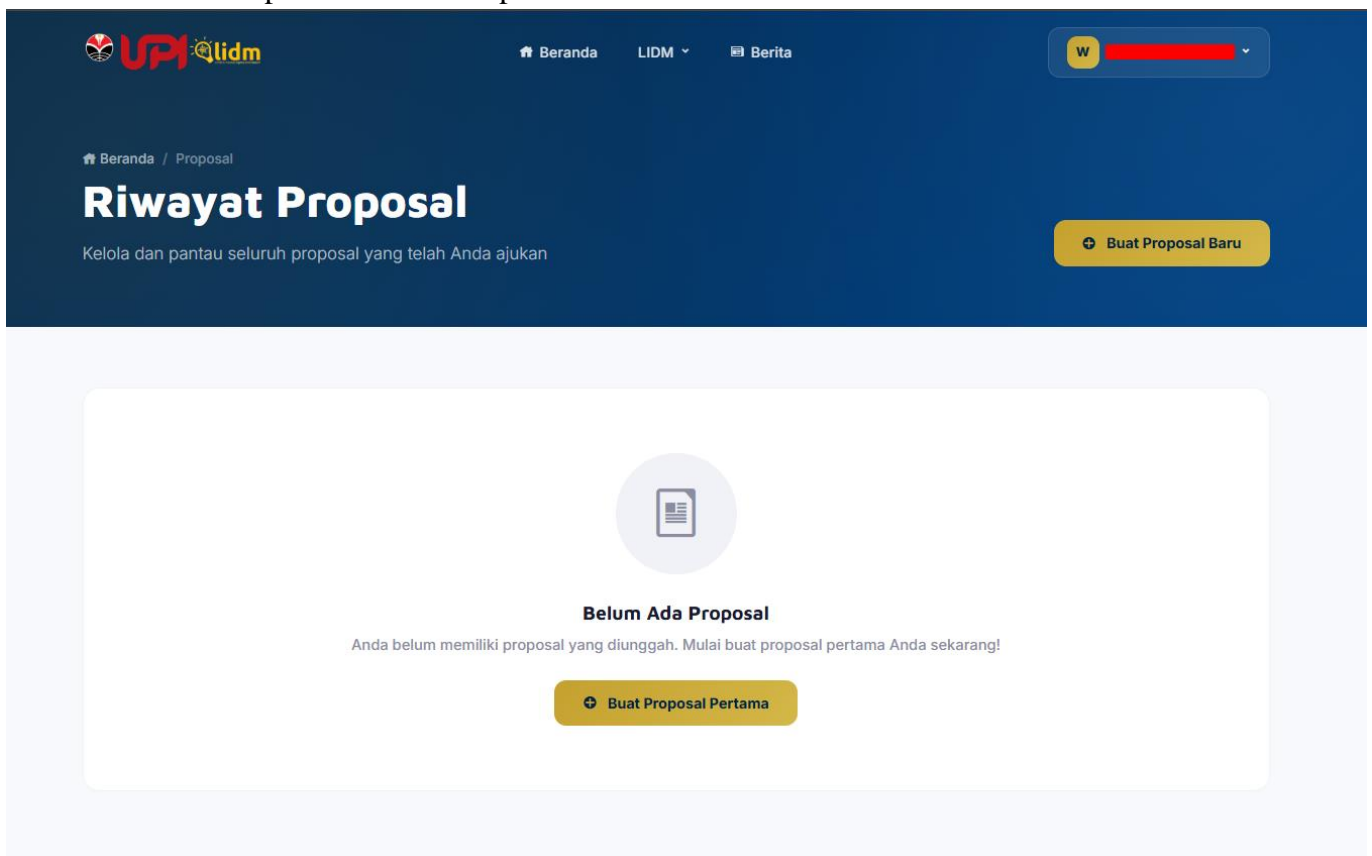 UPI lidm
Beranda LIDM Berita
W
Beranda / Proposal
Riwayat Proposal
Kelola dan pantau seluruh proposal yang telah Anda ajukan
Buat Proposal Baru
Belum Ada Proposal
Anda belum memiliki proposal yang diunggah. Mulai buat proposal pertama Anda sekarang!
Buat Proposal Pertama